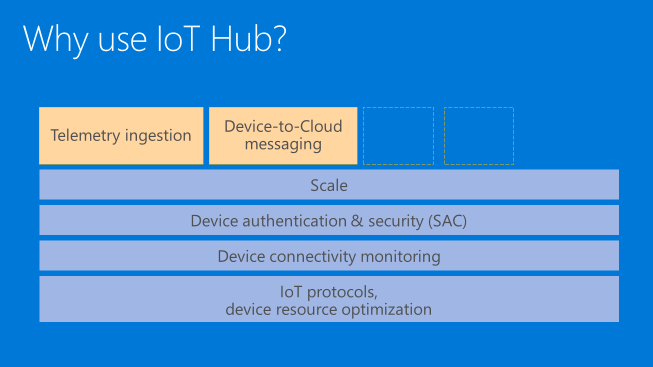 Why use IoT Hub?
Telemetry ingestion
Device-to-Cloud
messaging
Scale
Device authentication & security (SAC)
Device connectivity monitoring
IoT protocols,
device resource optimization